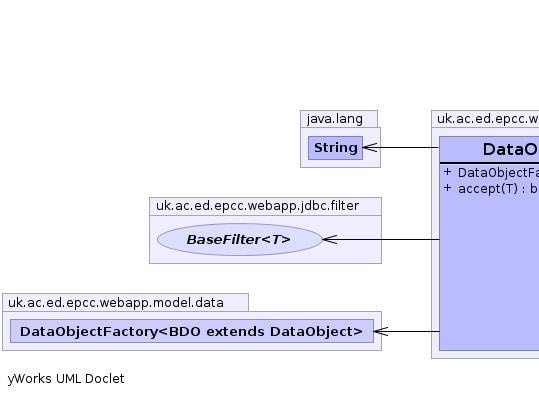 java.lang
String
uk.ac.ed.epcc.w
DataO
+ DataObjectFa
+ accept(T) : b
uk.ac.ed.epcc.webapp.jdbc.filter
BaseFilter<T>
uk.ac.ed.epcc.webapp.model.data
DataObjectFactory<BDO extends DataObject>
yWorks UML Doclet